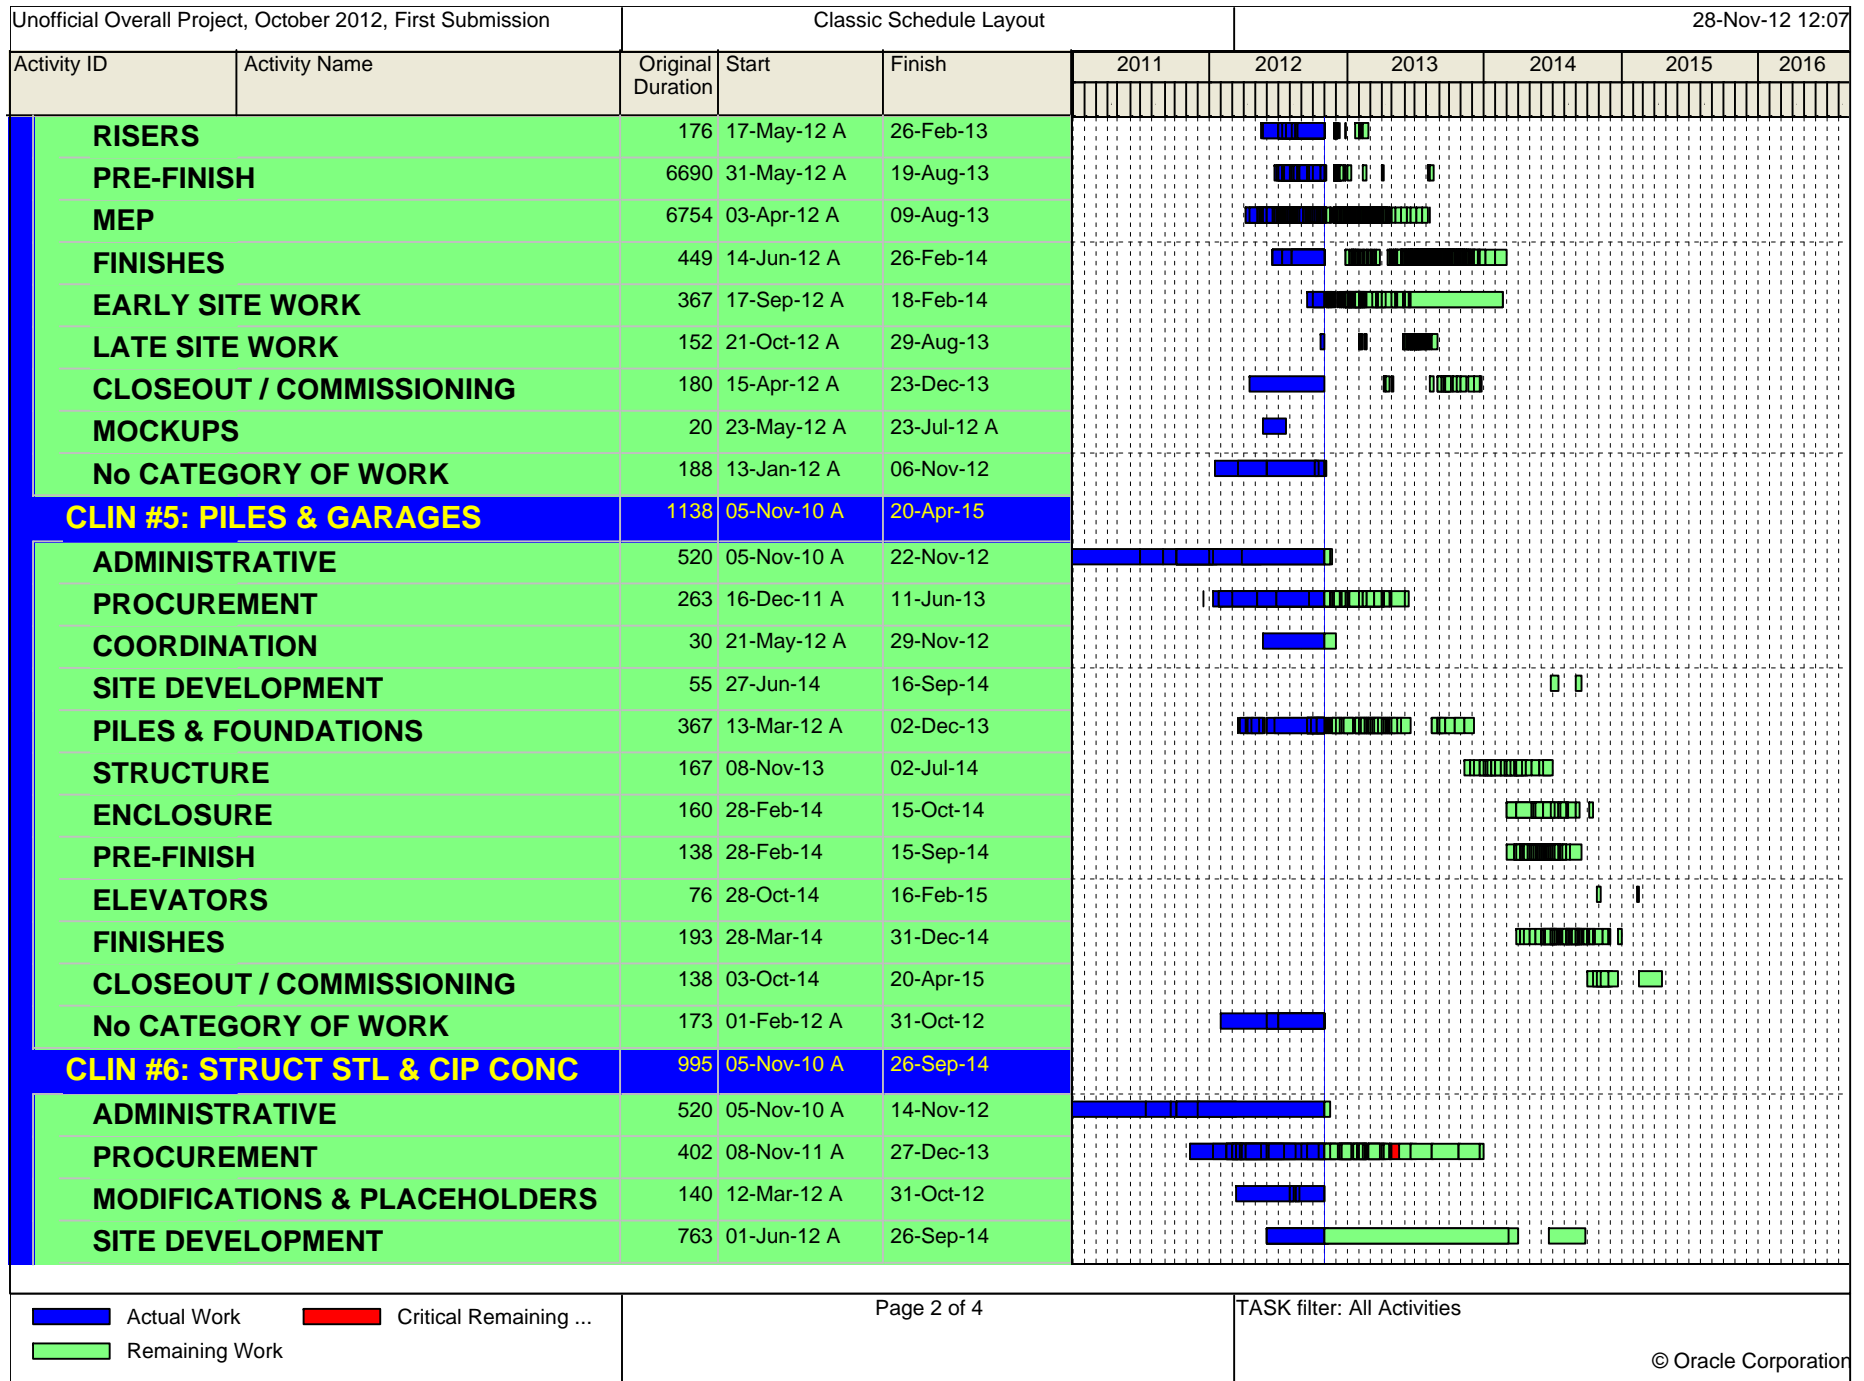 Unofficial Overall Project, October 2012, First Submission Classic Schedule Layout 28-Nov-12 12:07
Activity ID Activity Name Original Duration Start Finish 2011 2012 2013 2014 2015 2016
RISERS 176 17-May-12 A 26-Feb-13
PRE-FINISH 6690 31-May-12 A 19-Aug-13
MEP 6754 03-Apr-12 A 09-Aug-13
FINISHES 449 14-Jun-12 A 26-Feb-14
EARLY SITE WORK 367 17-Sep-12 A 18-Feb-14
LATE SITE WORK 152 21-Oct-12 A 29-Aug-13
CLOSEOUT / COMMISSIONING 180 15-Apr-12 A 23-Dec-13
MOCKUPS 20 23-May-12 A 23-Jul-12 A
No CATEGORY OF WORK 188 13-Jan-12 A 06-Nov-12
CLIN #5: PILES & GARAGES 1138 05-Nov-10 A 20-Apr-15
ADMINISTRATIVE 520 05-Nov-10 A 22-Nov-12
PROCUREMENT 263 16-Dec-11 A 11-Jun-13
COORDINATION 30 21-May-12 A 29-Nov-12
SITE DEVELOPMENT 55 27-Jun-14 16-Sep-14
PILES & FOUNDATIONS 367 13-Mar-12 A 02-Dec-13
STRUCTURE 167 08-Nov-13 02-Jul-14
ENCLOSURE 160 28-Feb-14 15-Oct-14
PRE-FINISH 138 28-Feb-14 15-Sep-14
ELEVATORS 76 28-Oct-14 16-Feb-15
FINISHES 193 28-Mar-14 31-Dec-14
CLOSEOUT / COMMISSIONING 138 03-Oct-14 20-Apr-15
No CATEGORY OF WORK 173 01-Feb-12 A 31-Oct-12
CLIN #6: STRUCT STL & CIP CONC 995 05-Nov-10 A 26-Sep-14
ADMINISTRATIVE 520 05-Nov-10 A 14-Nov-12
PROCUREMENT 402 08-Nov-11 A 27-Dec-13
MODIFICATIONS & PLACEHOLDERS 140 12-Mar-12 A 31-Oct-12
SITE DEVELOPMENT 763 01-Jun-12 A 26-Sep-14
Actual Work Critical Remaining ... Page 2 of 4 TASK filter: All Activities
Remaining Work
© Oracle Corporation